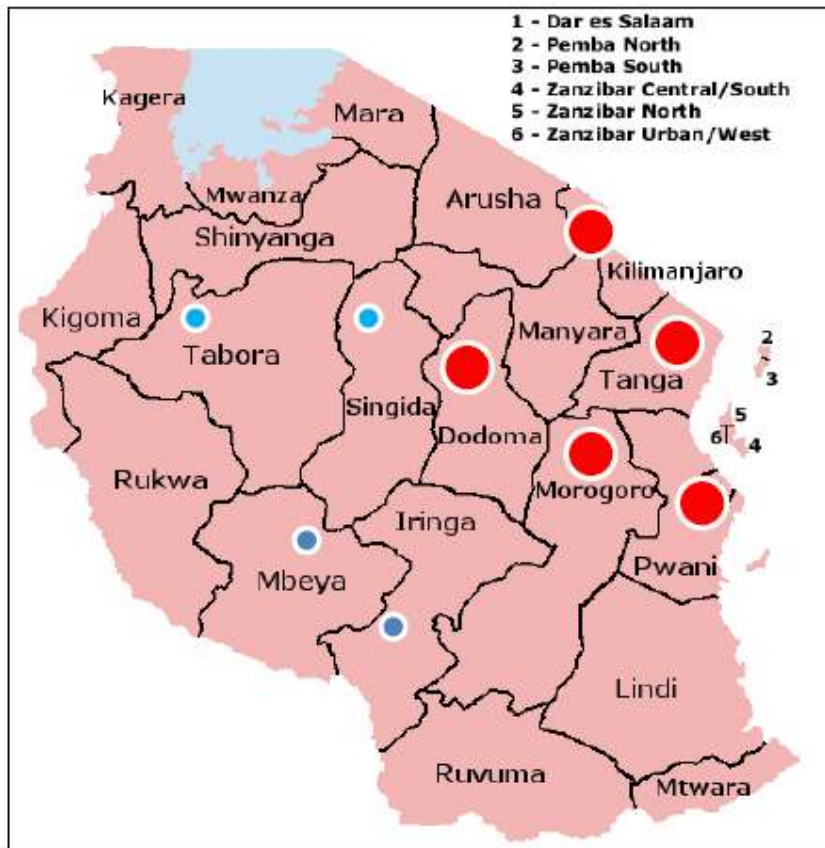 1 - Dar es Salaam
2 - Pemba North
3 - Pemba South
4 - Zanzibar Central/South
5 - Zanzibar North
6 - Zanzibar Urban/West
Kagera
Mara
Mwanza
Arusha
Shinyanga
Kilimanjaro
Kigoma
Manyara
Tabora
2
Tanga
3
Singida
5
Dodoma
6
4
Rukwa
Morogoro
Iringa
Pwani
Mbeya
Lindi
Ruvuma
Mtwara